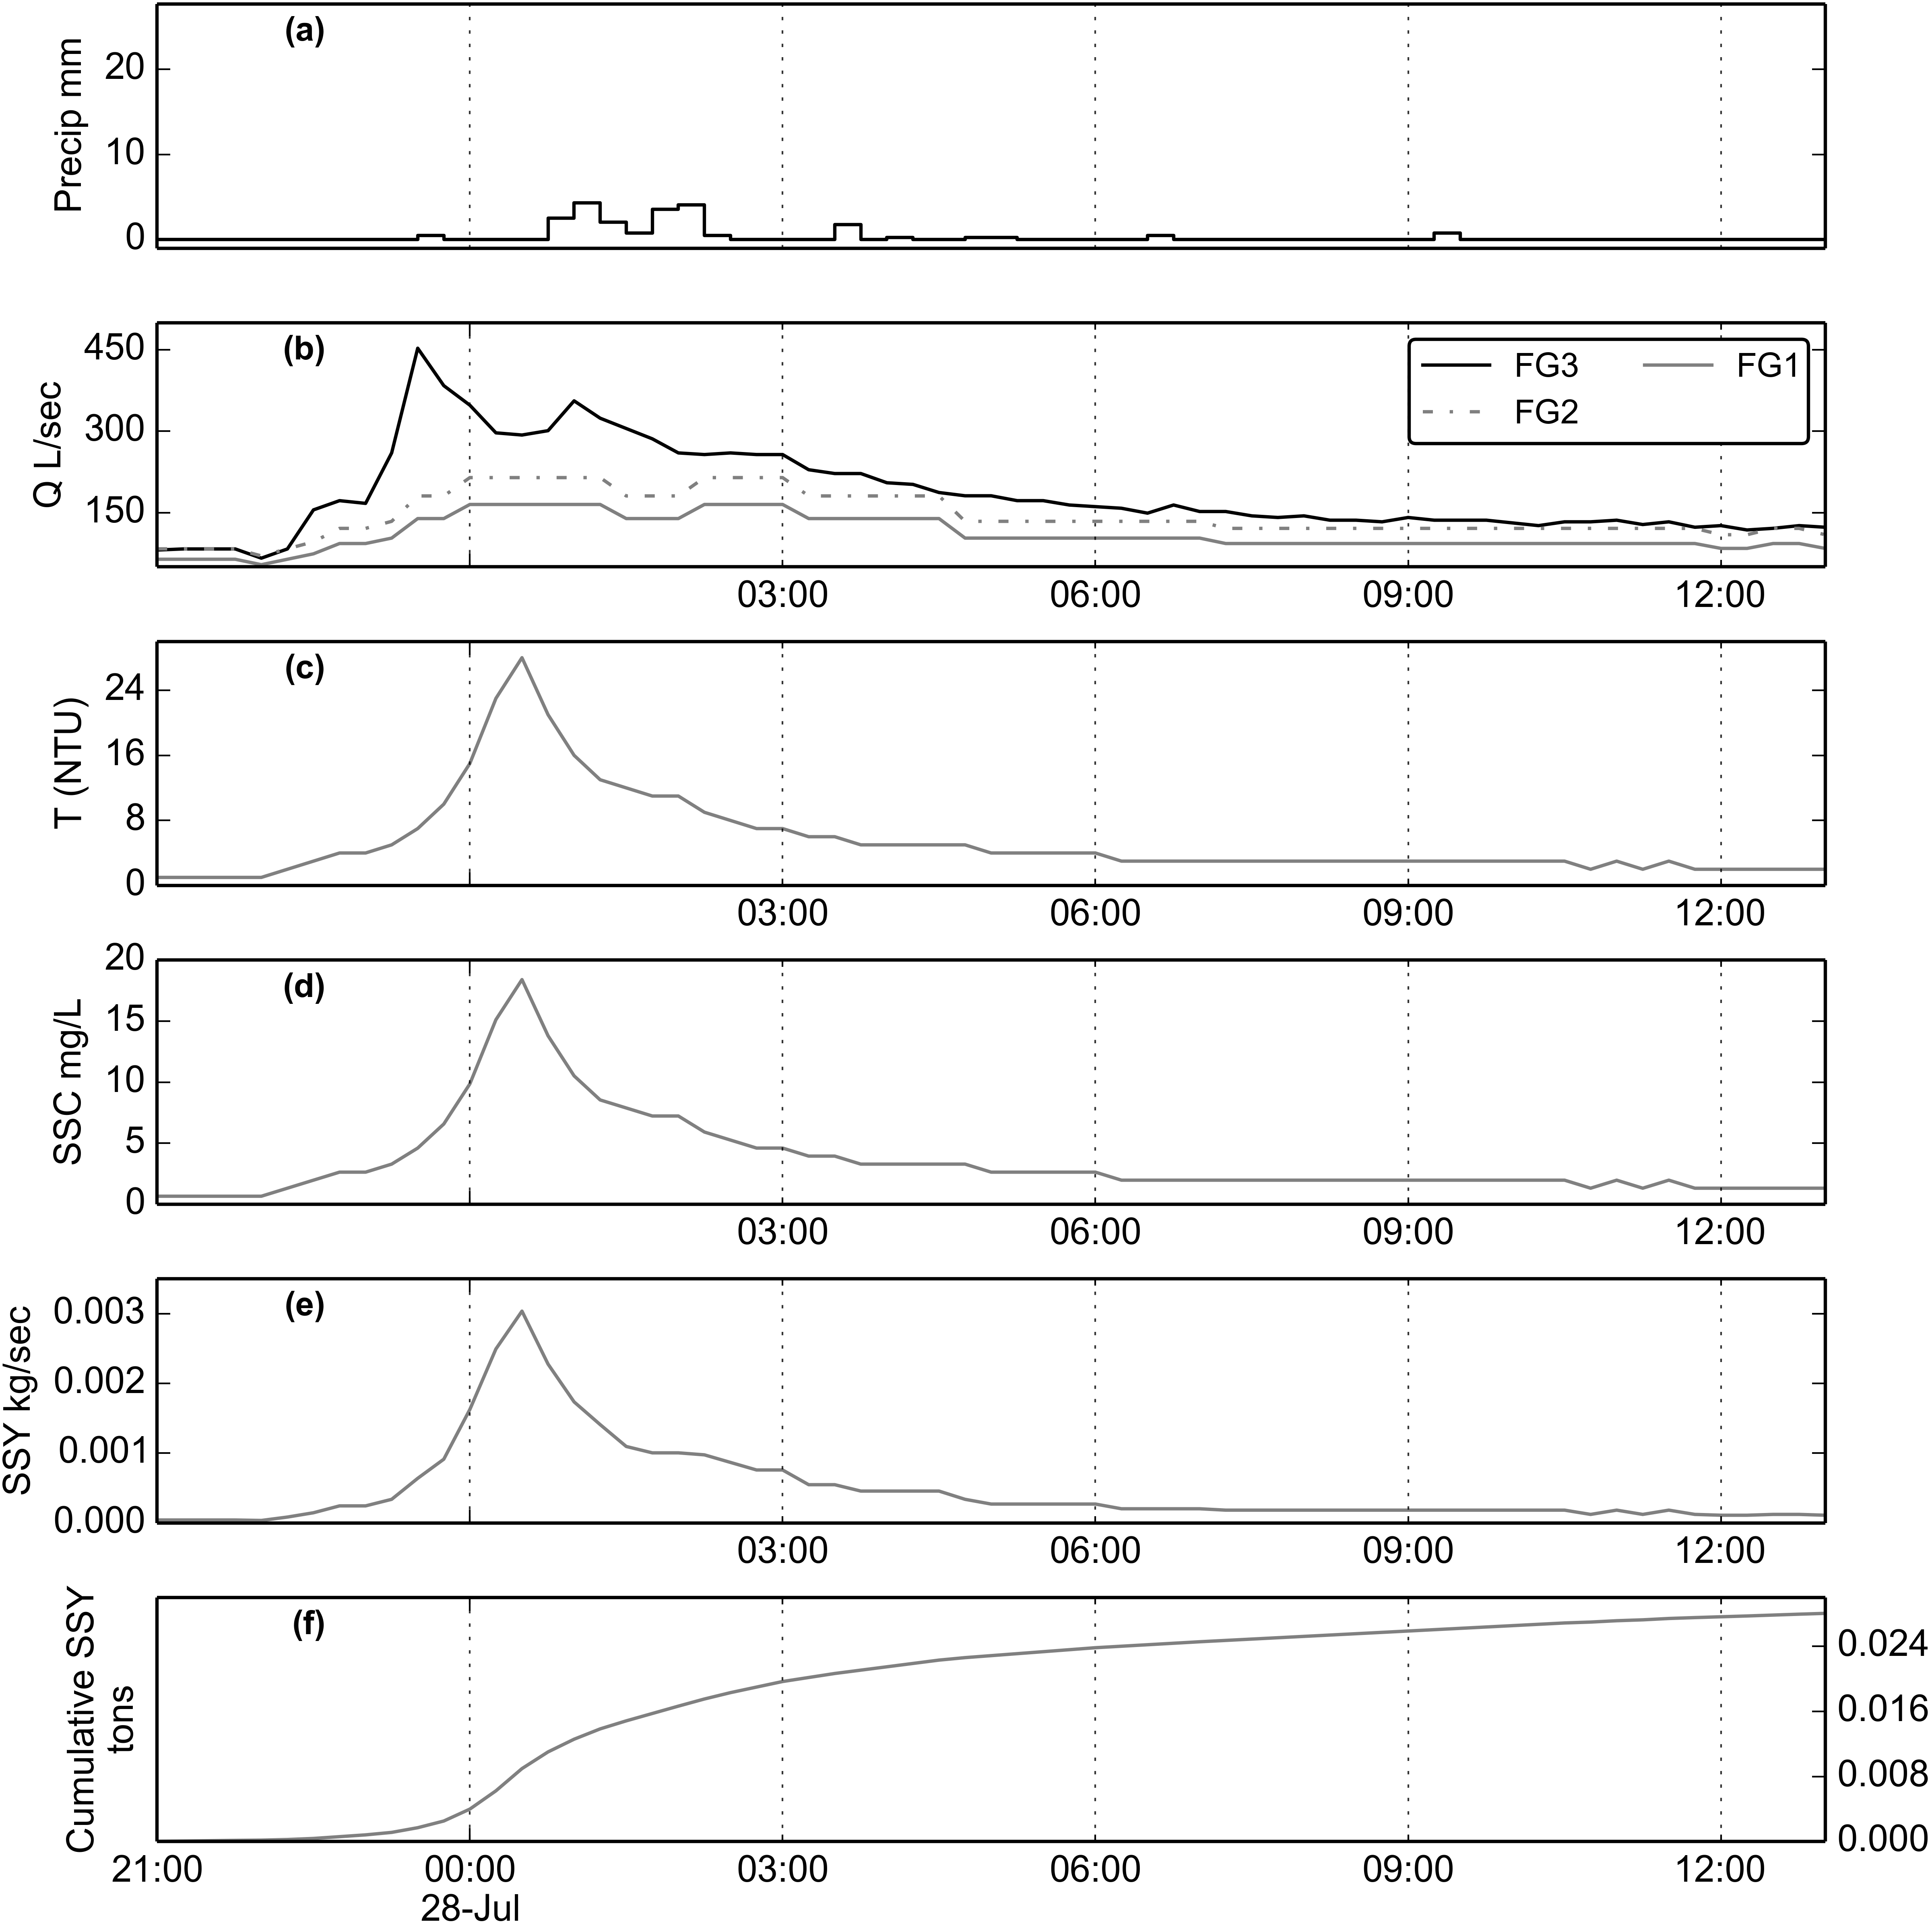 (a)
Precip mm
20
10
0
(b)
Q L/sec
450
300
150
FG3
FG1
FG2
03:00 06:00 09:00 12:00
(c)
T (NTU)
24
16
8
0
03:00 06:00 09:00 12:00
(d)
SSC mg/L
20
15
10
5
0
03:00 06:00 09:00 12:00
(e)
SSY kg/sec
0.003
0.002
0.001
0.000
03:00 06:00 09:00 12:00
(f)
Cumulative SSY
tons
0.024
0.016
0.008
0.000
21:00 00:00 03:00 06:00 09:00 12:00
28-Jul